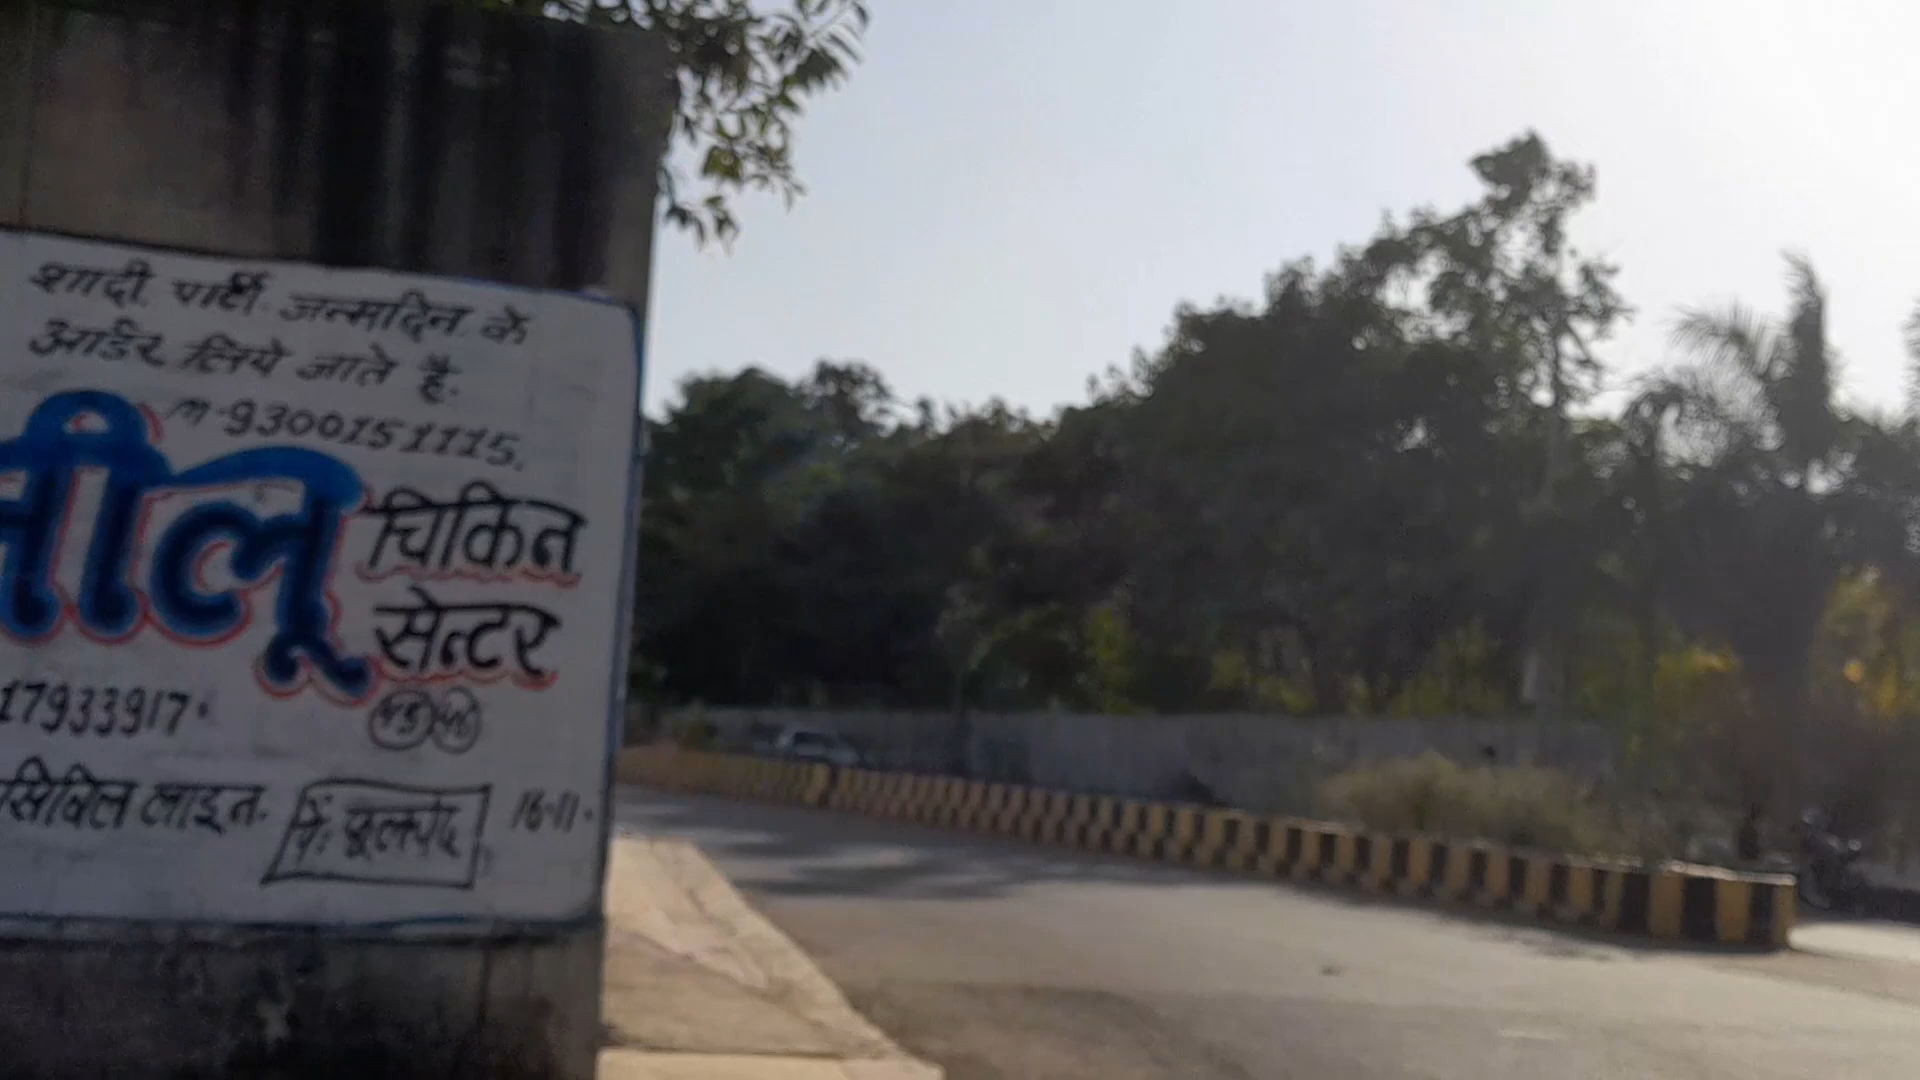 शादी पार्टी जन्मदिन के
आर्डर लिये जाते है.
m-9300151115.
चिकिन
सेन्टर
17933917.
सिविल लाइन.
16-11.